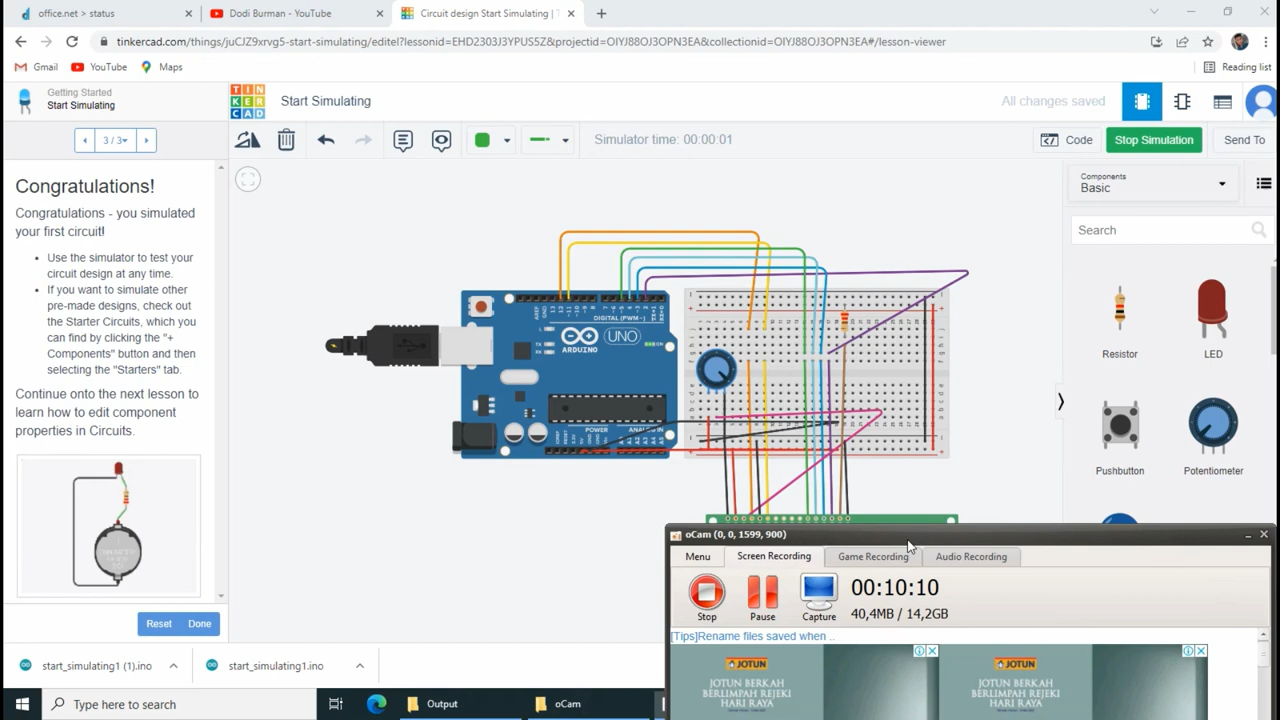 office.net > status
Dodi Burman - YouTube
Circuit design Start Simulating | T
tinkercad.com/things/juCJZ9xrvg5-start-simulating/editel?lessonid=EHD2303J3YPUS5Z&projectid=OIYJ88OJ3OPN3EA&collectionid=OIYJ88OJ3OPN3EA#/lesson-viewer
Gmail
YouTube
Maps
Reading list
Getting Started
Start Simulating
TIN
KER
CAD
Start Simulating
All changes saved
3 / 3
Simulator time: 00:00:01
Code
Stop Simulation
Send To
Congratulations!
Congratulations - you simulated
your first circuit!
Use the simulator to test your
circuit design at any time.
If you want to simulate other
pre-made designs, check out
the Starter Circuits, which you
can find by clicking the "+
Components" button and then
selecting the "Starters" tab.
Continue onto the next lesson to
learn how to edit component
properties in Circuits.
Reset
Done
DIGITAL (PWM~)
UNO
ARDUINO
POWER
ANALOG IN
Components
Basic
Search
Resistor
LED
Pushbutton
Potentiometer
oCam (0, 0, 1599, 900)
Menu
Screen Recording
Game Recording
Audio Recording
00:10:10
40,4MB / 14,2GB
Stop
Pause
Capture
[Tips]Rename files saved when ..
JOTUN
JOTUN BERKAH
BERLIMPAH REJEKI
HARI RAYA
JOTUN
JOTUN BERKAH
BERLIMPAH REJEKI
HARI RAYA
start_simulating1 (1).ino
start_simulating1.ino
Type here to search
Output
oCam